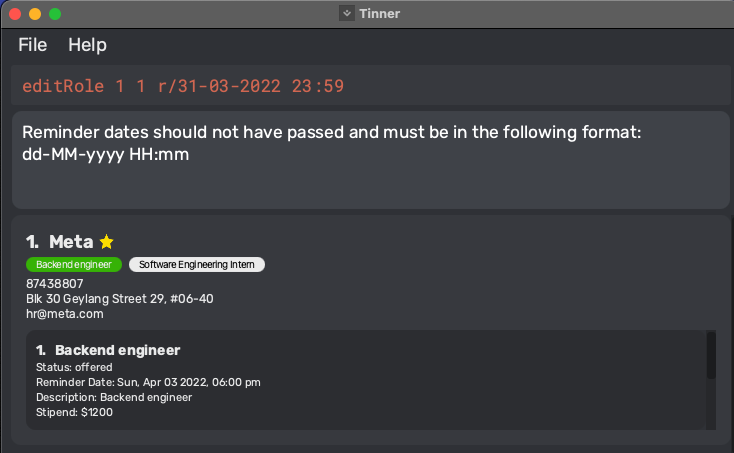 Tinner
File Help
editRole 1 1 r/31-03-2022 23:59
Reminder dates should not have passed and must be in the following format:
dd-MM-yyyy HH:mm
1. Meta
Backend engineer Software Engineering Intern
87438807
Blk 30 Geylang Street 29, #06-40
hr@meta.com
1. Backend engineer
Status: offered
Reminder Date: Sun, Apr 03 2022, 06:00 pm
Description: Backend engineer
Stipend: $1200